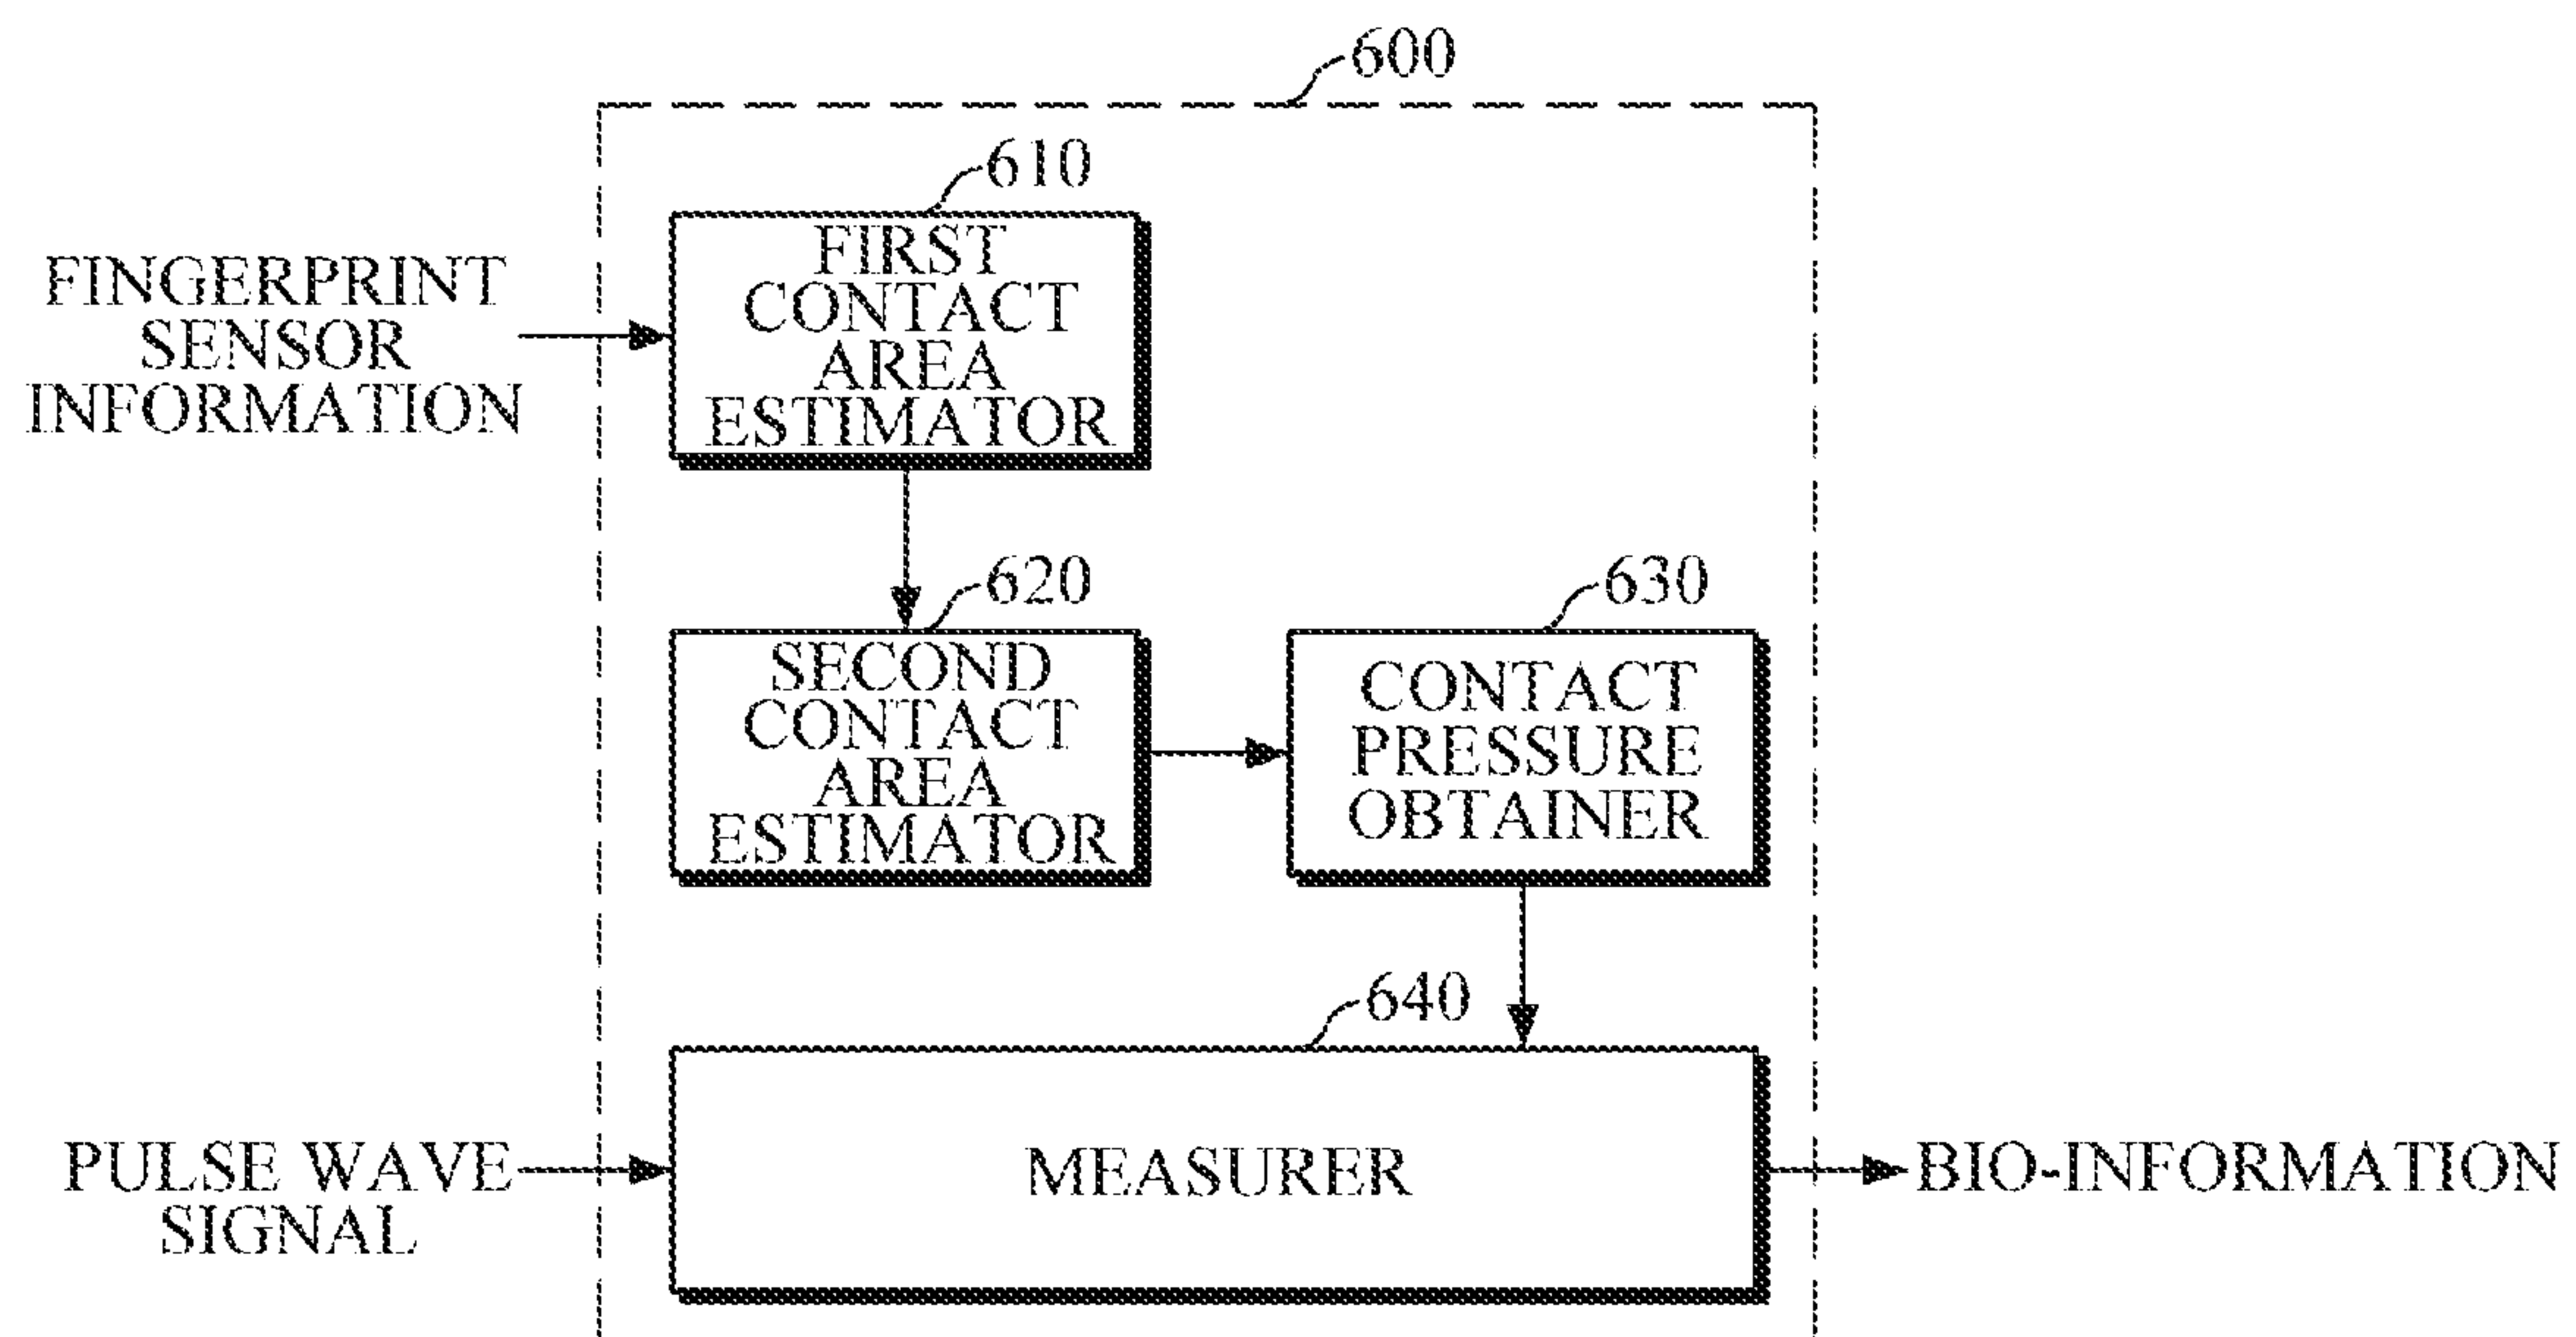 600
610
FIRST
CONTACT
AREA
ESTIMATOR
FINGERPRINT
SENSOR
INFORMATION
620
SECOND
CONTACT
AREA
ESTIMATOR
630
CONTACT
PRESSURE
OBTAINER
640
MEASURER
PULSE WAVE
SIGNAL
BIO-INFORMATION